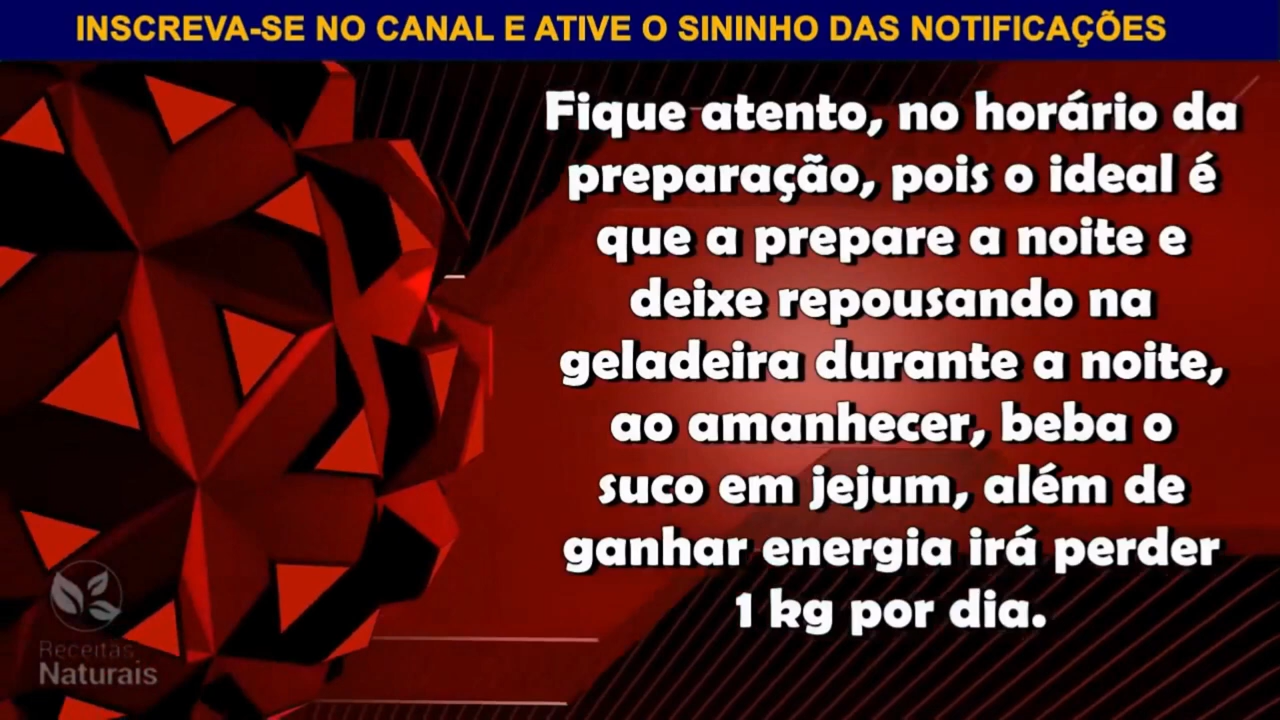 INSCREVA-SE NO CANAL E ATIVE O SININHO DAS NOTIFICAÇÕES
Fique atento, no horário da
preparação, pois o ideal é
que a prepare a noite e
deixe repousando na
geladeira durante a noite,
ao amanhecer, beba o
suco em jejum, além de
ganhar energia irá perder
1 kg por dia.
Receitas
Naturais